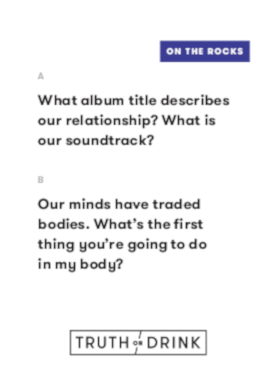 ON THE ROCKS
A
What album title describes
our relationship? What is
our soundtrack?
B
Our minds have traded
bodies. What's the first
thing you're going to do
in my body?
TRUTH OR DRINK